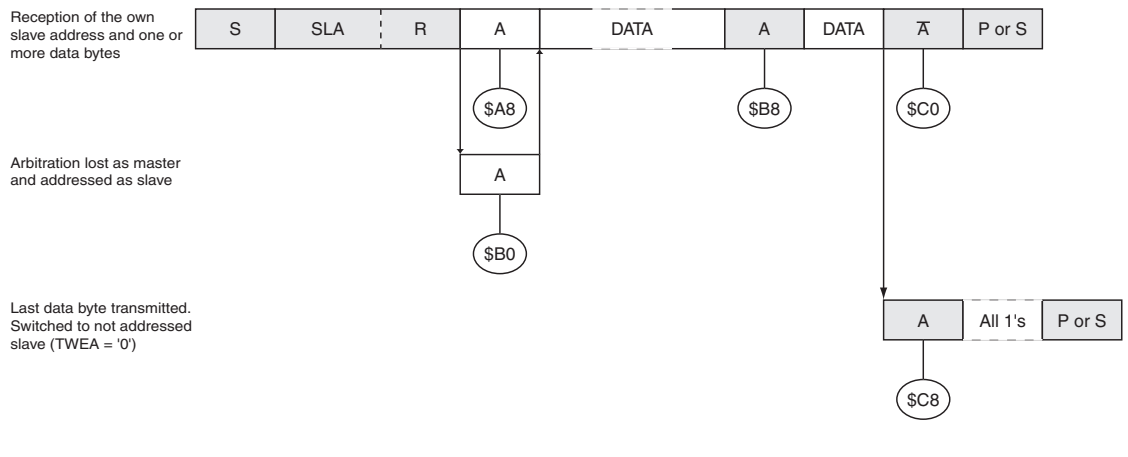 Reception of the own
slave address and one or
more data bytes
S SLA R A DATA A DATA A̅ P or S
$A8 $B8 $C0
Arbitration lost as master
and addressed as slave
A
$B0
Last data byte transmitted.
Switched to not addressed
slave (TWEA = '0')
A All 1's P or S
$C8